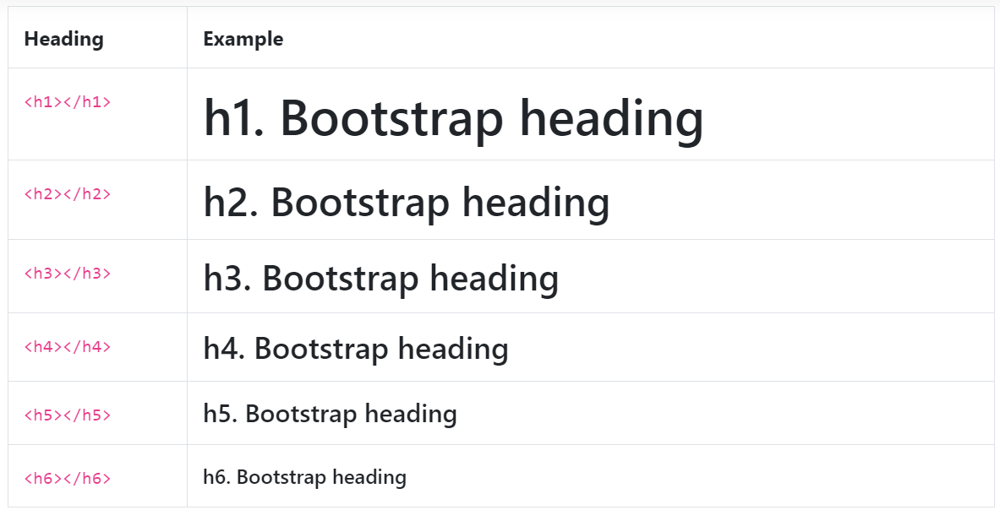 Heading Example
<h1></h1> h1. Bootstrap heading
<h2></h2> h2. Bootstrap heading
<h3></h3> h3. Bootstrap heading
<h4></h4> h4. Bootstrap heading
<h5></h5> h5. Bootstrap heading
<h6></h6> h6. Bootstrap heading